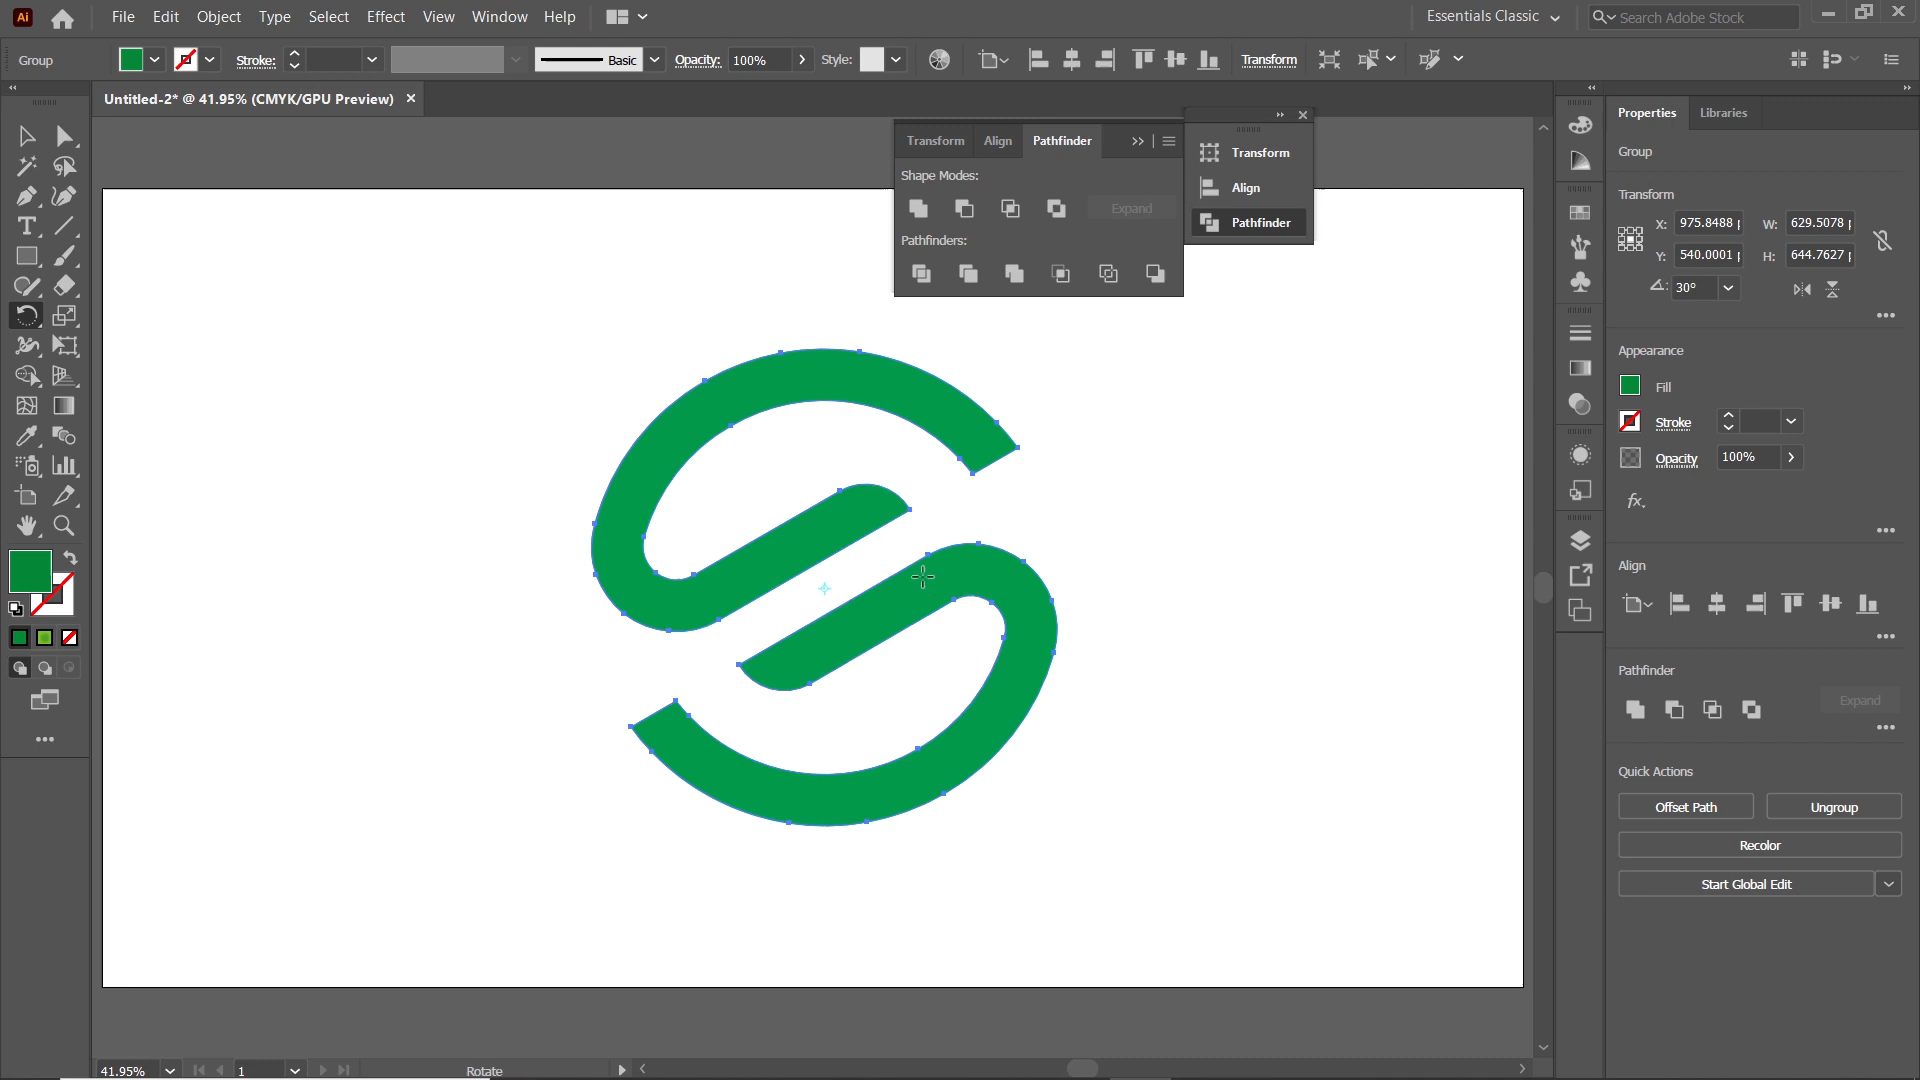 Ai File Edit Object Type Select Effect View Window Help Essentials Classic Search Adobe Stock
Group Stroke: Basic Opacity: 100% Style: Transform
Untitled-2* @ 41.95% (CMYK/GPU Preview)
Transform Align Pathfinder
Shape Modes:
Expand
Pathfinders:
Transform
Align
Pathfinder
Properties Libraries
Group
Transform
X: 975.8488 p W: 629.5078 p
Y: 540.0001 p H: 644.7627 p
30°
Appearance
Fill
Stroke
Opacity 100%
fx.
Align
Pathfinder
Expand
Quick Actions
Offset Path Ungroup
Recolor
Start Global Edit
41.95% 1 Rotate